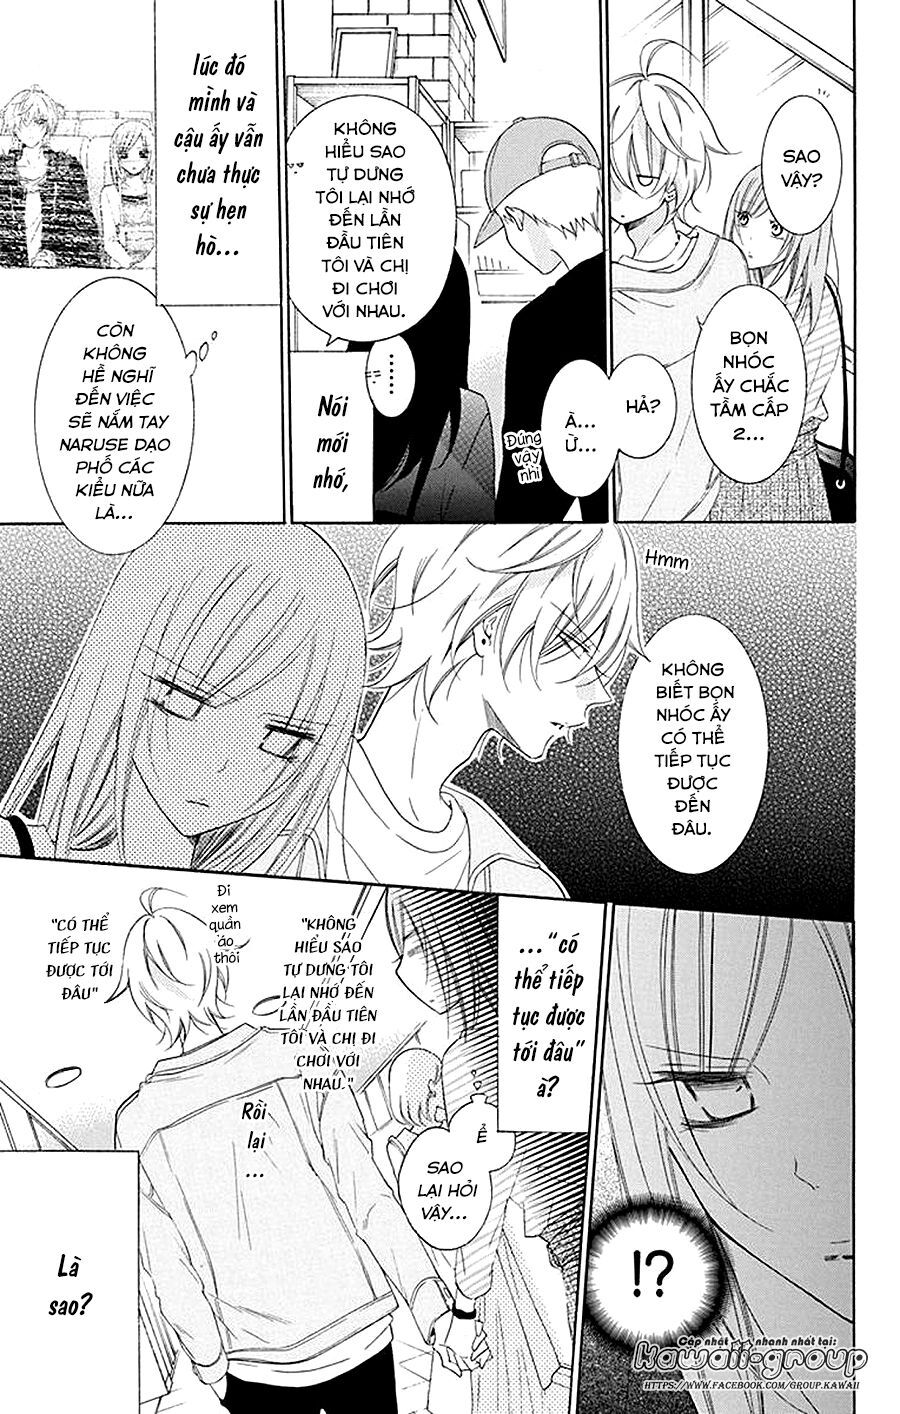 SAO
VẬY?
BỌN
NHÓC
ẤY CHẮC
TẦM CẤP
2...
HẢ?
À...
Ừ...
Đúng
vậy
nhỉ
KHÔNG
HIỂU SAO
TỰ DƯNG
TÔI LẠI NHỚ
ĐẾN LẦN
ĐẦU TIÊN
TÔI VÀ CHỊ
ĐI CHƠI
VỚI NHAU.
......
Nói
mới
nhớ,
lúc đó
mình và
cậu ấy vẫn
chưa thực
sự hẹn
hò...
CÒN
KHÔNG
HỀ NGHĨ
ĐẾN VIỆC
SẼ NẮM TAY
NARUSE DẠO
PHỐ CÁC
KIỂU NỮA
LÀ...
Hmm
KHÔNG
BIẾT BỌN
NHÓC ẤY
CÓ THỂ
TIẾP TỤC
ĐƯỢC
ĐẾN
ĐÂU.
..."có
thể tiếp
tục được
tới đâu"
à?
!?
Ể
SAO
LẠI HỎI
VẬY...
"KHÔNG
HIỂU SAO
TỰ DƯNG TÔI
LẠI NHỚ ĐẾN
LẦN ĐẦU TIÊN
TÔI VÀ CHỊ ĐI
CHƠI VỚI
NHAU."
Đi
xem
quần
áo
thôi
"CÓ THỂ
TIẾP TỤC
ĐƯỢC TỚI
ĐÂU"
Rồi
lại
...
Là
sao?
Cập nhật nhanh nhất tại:
kawaii-group
HTTPS://WWW.FACEBOOK.COM/GROUP.KAWAII